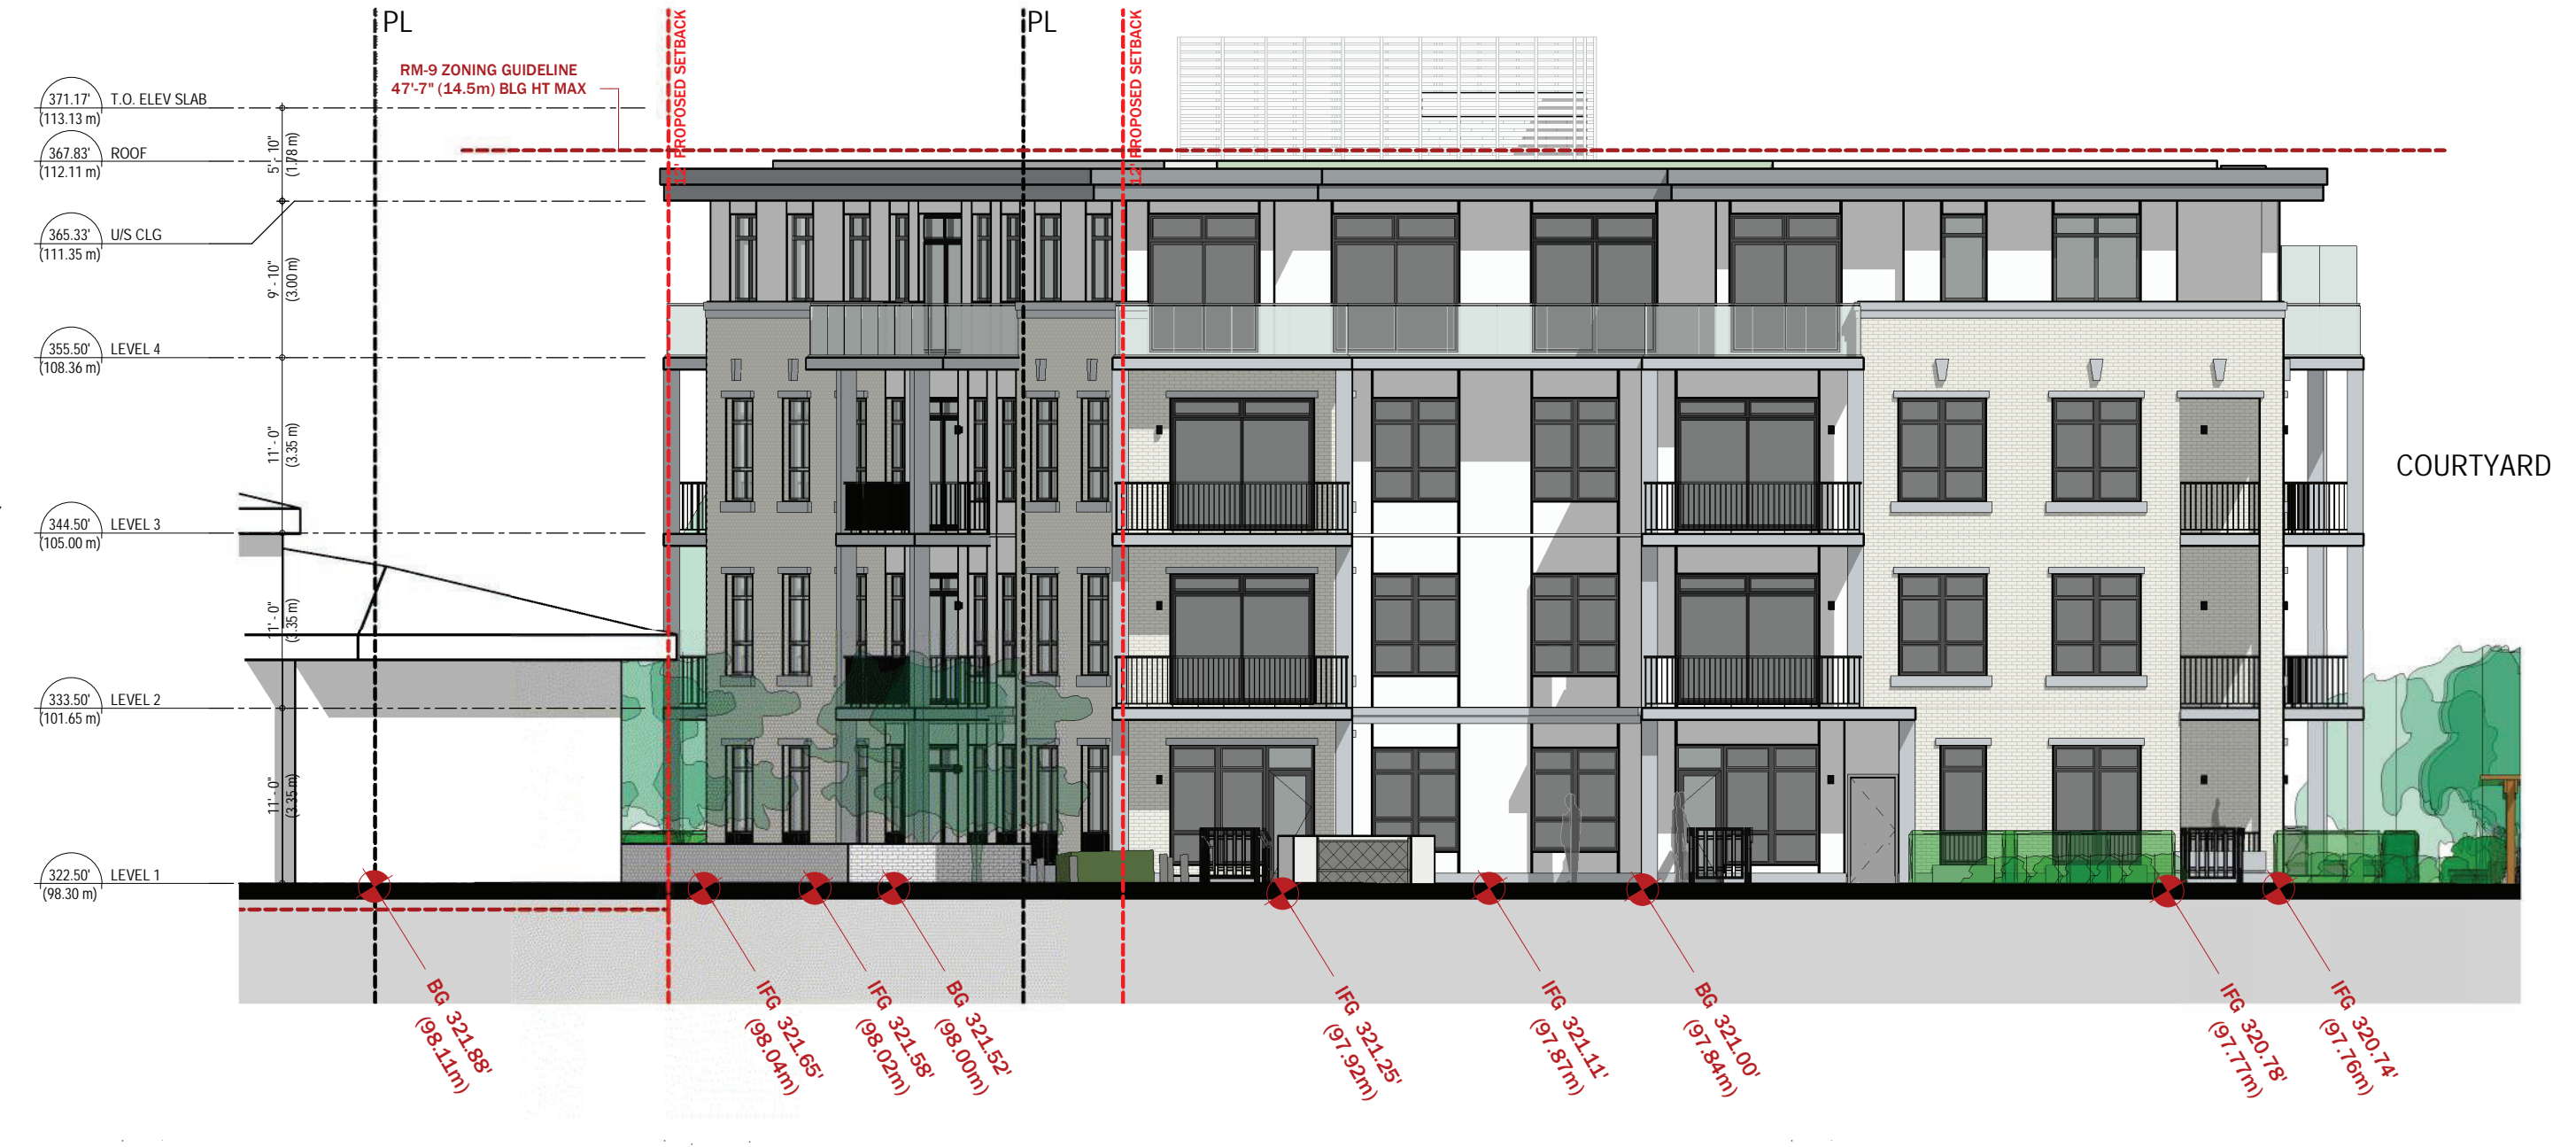 PL
PL
12' PROPOSED SETBACK
12' PROPOSED SETBACK
RM-9 ZONING GUIDELINE
47'-7" (14.5m) BLG HT MAX
371.17' T.O. ELEV SLAB
(113.13 m)
5' - 10"
(1.78 m)
367.83' ROOF
(112.11 m)
365.33' U/S CLG
(111.35 m)
9' - 10"
(3.00 m)
355.50' LEVEL 4
(108.36 m)
11' - 0"
(3.35 m)
COURTYARD
344.50' LEVEL 3
(105.00 m)
11' - 0"
(3.35 m)
333.50' LEVEL 2
(101.65 m)
11' - 0"
(3.35 m)
322.50' LEVEL 1
(98.30 m)
BG 321.88'
(98.11m)
IFG 321.65'
(98.04m)
IFG 321.58'
(98.02m)
BG 321.52'
(98.00m)
IFG 321.25'
(97.92m)
IFG 321.11'
(97.87m)
BG 321.00'
(97.84m)
IFG 320.78'
(97.77m)
IFG 320.74'
(97.76m)